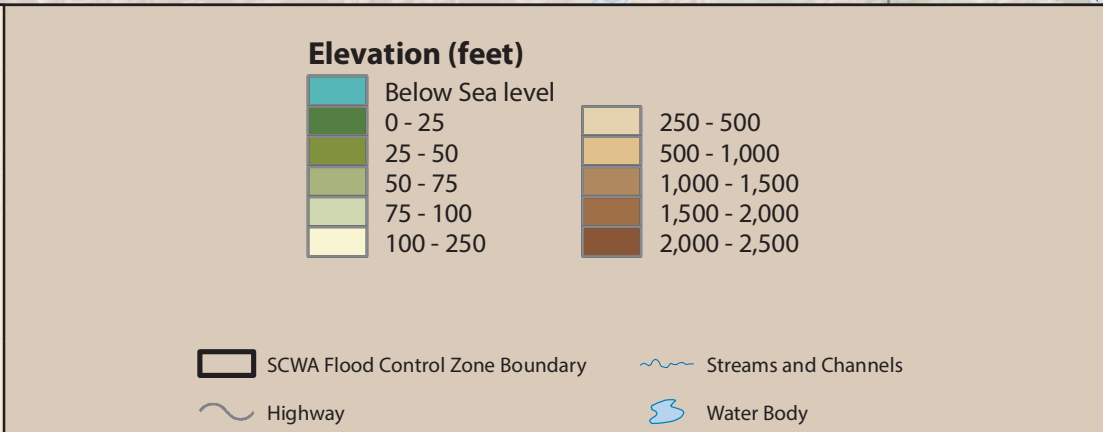 Elevation (feet)
Below Sea level
0 - 25
25 - 50
50 - 75
75 - 100
100 - 250
250 - 500
500 - 1,000
1,000 - 1,500
1,500 - 2,000
2,000 - 2,500
SCWA Flood Control Zone Boundary
Highway
Streams and Channels
Water Body